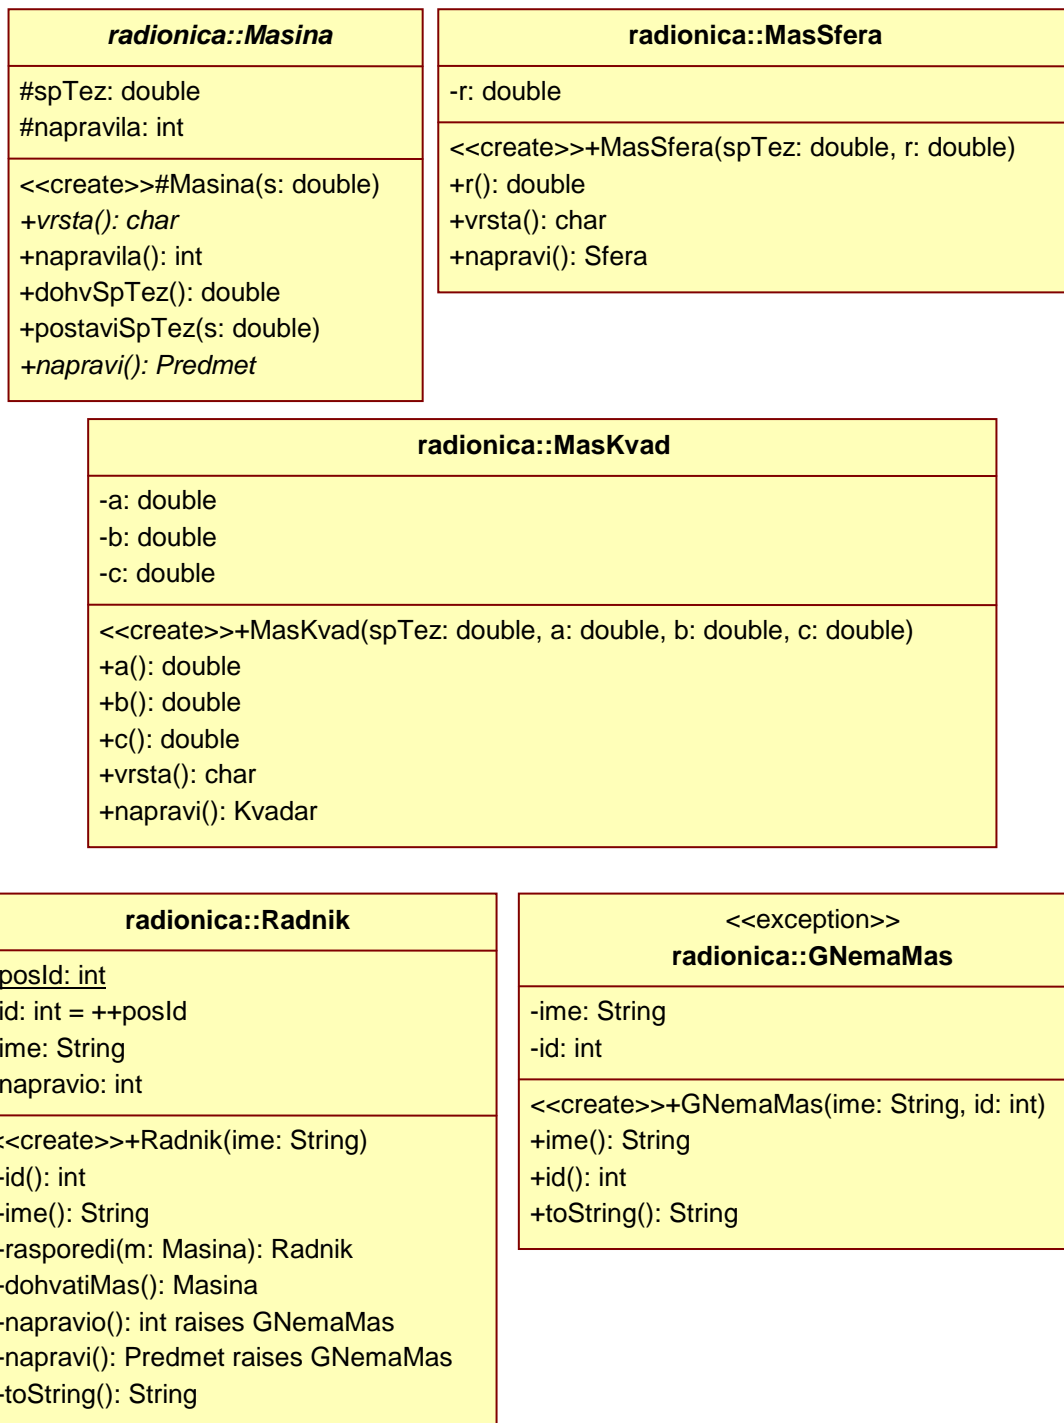 radionica::Masina
#spTez: double
#napravila: int
<<create>>#Masina(s: double)
+vrsta(): char
+napravila(): int
+dohvSpTez(): double
+postaviSpTez(s: double)
+napravi(): Predmet
radionica::MasSfera
-r: double
<<create>>+MasSfera(spTez: double, r: double)
+r(): double
+vrsta(): char
+napravi(): Sfera
radionica::MasKvad
-a: double
-b: double
-c: double
<<create>>+MasKvad(spTez: double, a: double, b: double, c: double)
+a(): double
+b(): double
+c(): double
+vrsta(): char
+napravi(): Kvadar
radionica::Radnik
posId: int
id: int = ++posId
ime: String
napravio: int
<<create>>+Radnik(ime: String)
-id(): int
-ime(): String
-rasporedi(m: Masina): Radnik
-dohvatiMas(): Masina
-napravio(): int raises GNemaMas
-napravi(): Predmet raises GNemaMas
-toString(): String
<<exception>>
radionica::GNemaMas
-ime: String
-id: int
<<create>>+GNemaMas(ime: String, id: int)
+ime(): String
+id(): int
+toString(): String